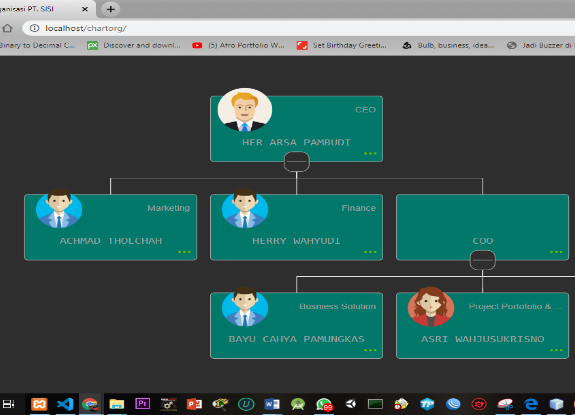 anisasi PT. SISI
localhost/chartorg/
Binary to Decimal C...
Discover and downl...
(5) Afro Portfolio W...
Set Birthday Greeti...
Bulb, business, idea...
Jadi Buzzer di
CEO
HER ARSA PAMBUDI
Marketing
ACHMAD THOLCHAH
Finance
HERRY WAHYUDI
COO
Business Solution
BAYU CAHYA PAMUNGKAS
Project Portofolio & ...
ASRI WAHJUSUKRISNO
Pr
99